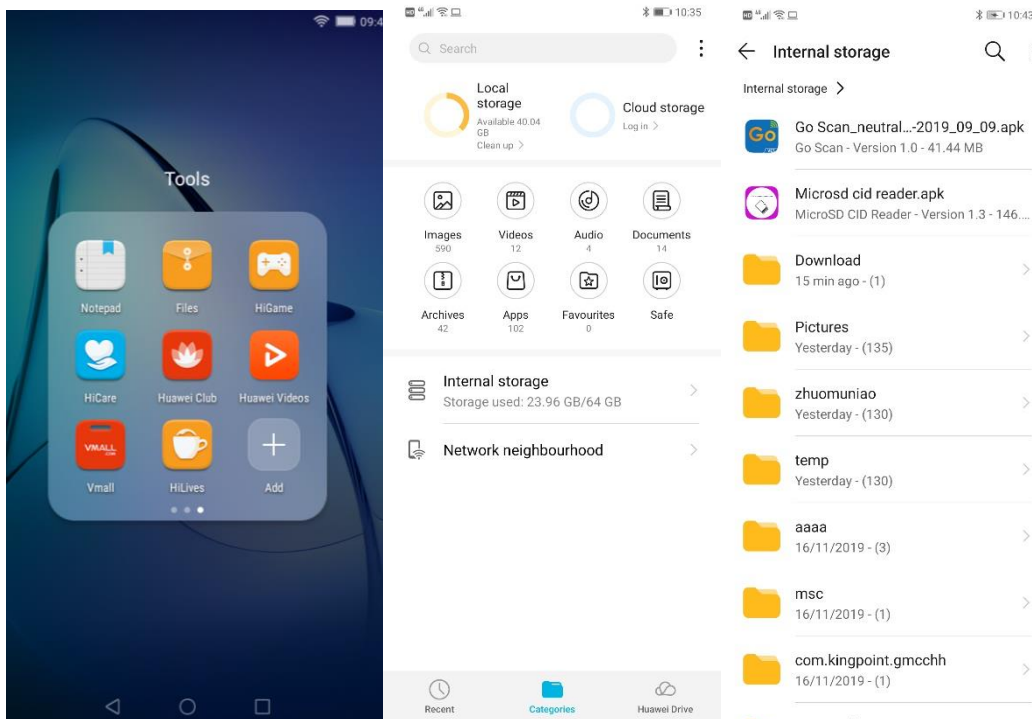 09:4
Tools
Notepad
Files
HiGame
HiCare
Huawei Club
Huawei Videos
VMALL
.COM
Vmall
HiLives
Add
10:35
Search
Local
storage
Available 40.04
GB
Clean up >
Cloud storage
Log in >
Images
590
Videos
12
Audio
4
Documents
14
Archives
42
Apps
102
Favourites
0
Safe
Internal storage
Storage used: 23.96 GB/64 GB
Network neighbourhood
Recent
Categories
Huawei Drive
10:43
Internal storage
Internal storage >
Go
Go Scan_neutral...-2019_09_09.apk
Go Scan - Version 1.0 - 41.44 MB
Microsd cid reader.apk
MicroSD CID Reader - Version 1.3 - 146....
Download
15 min ago - (1)
Pictures
Yesterday - (135)
zhuomuniao
Yesterday - (130)
temp
Yesterday - (130)
aaaa
16/11/2019 - (3)
msc
16/11/2019 - (1)
com.kingpoint.gmcchh
16/11/2019 - (1)